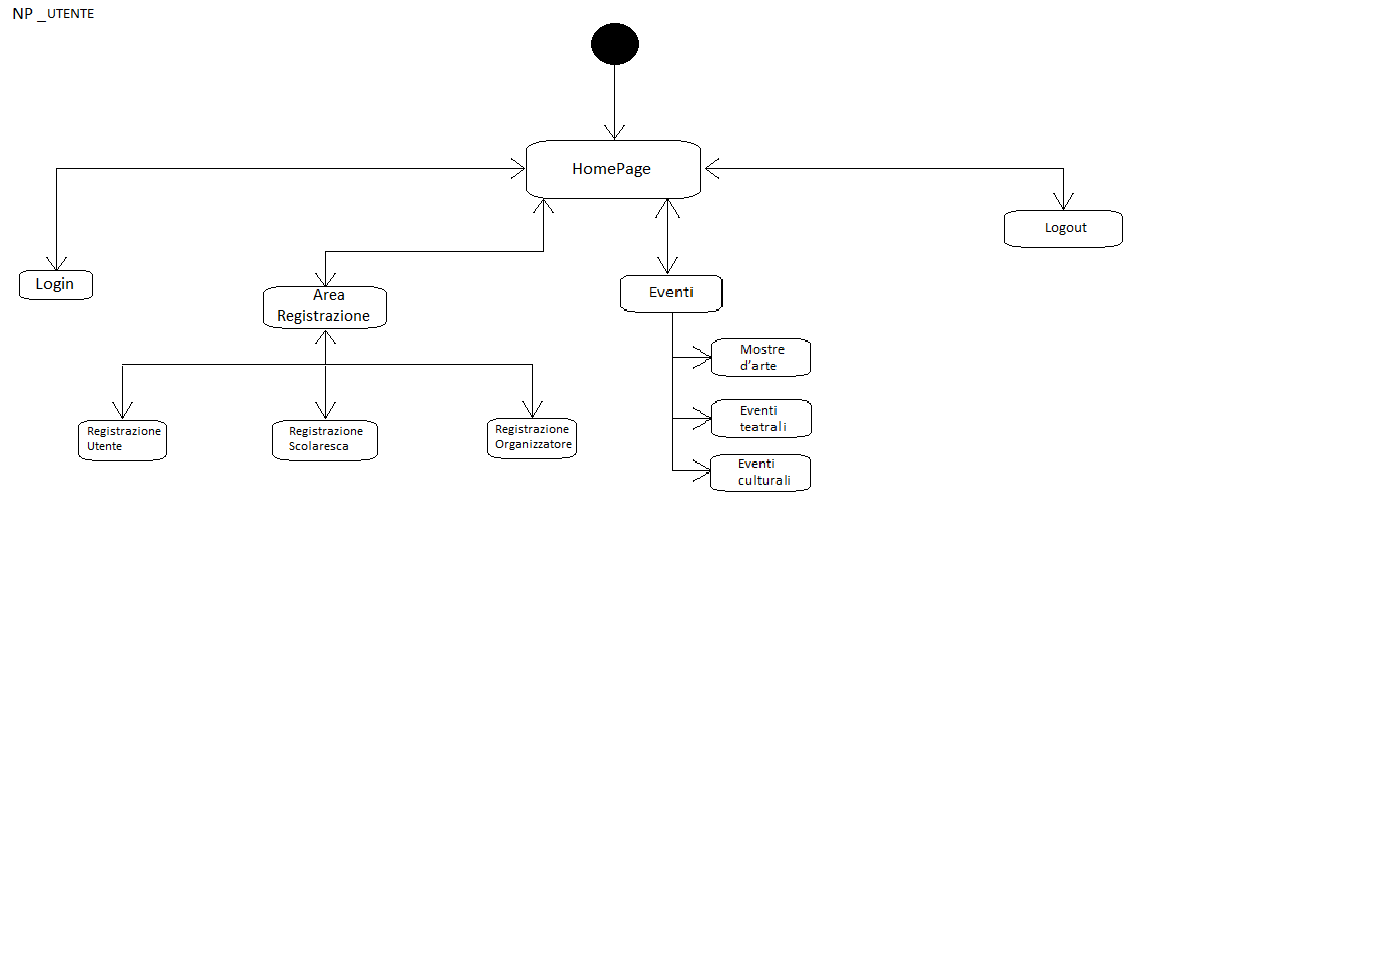 NP _UTENTE
HomePage
Logout
Login
Area
Registrazione
Eventi
Mostre
d'arte
Eventi
teatrali
Eventi
culturali
Registrazione
Utente
Registrazione
Scolaresca
Registrazione
Organizzatore